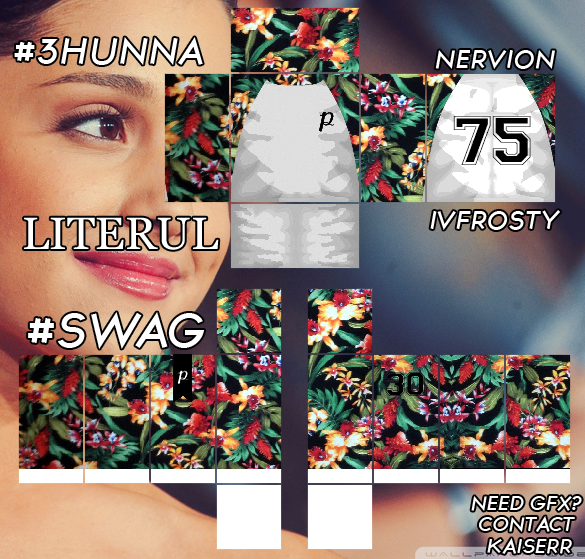 #3HUNNA
NERVION
p
75
LITERUL
IVFROSTY
#SWAG
p
30
NEED GFX?
CONTACT
KAISERR